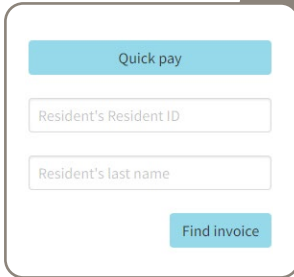 Quick pay
Resident's Resident ID
Resident's last name
Find invoice